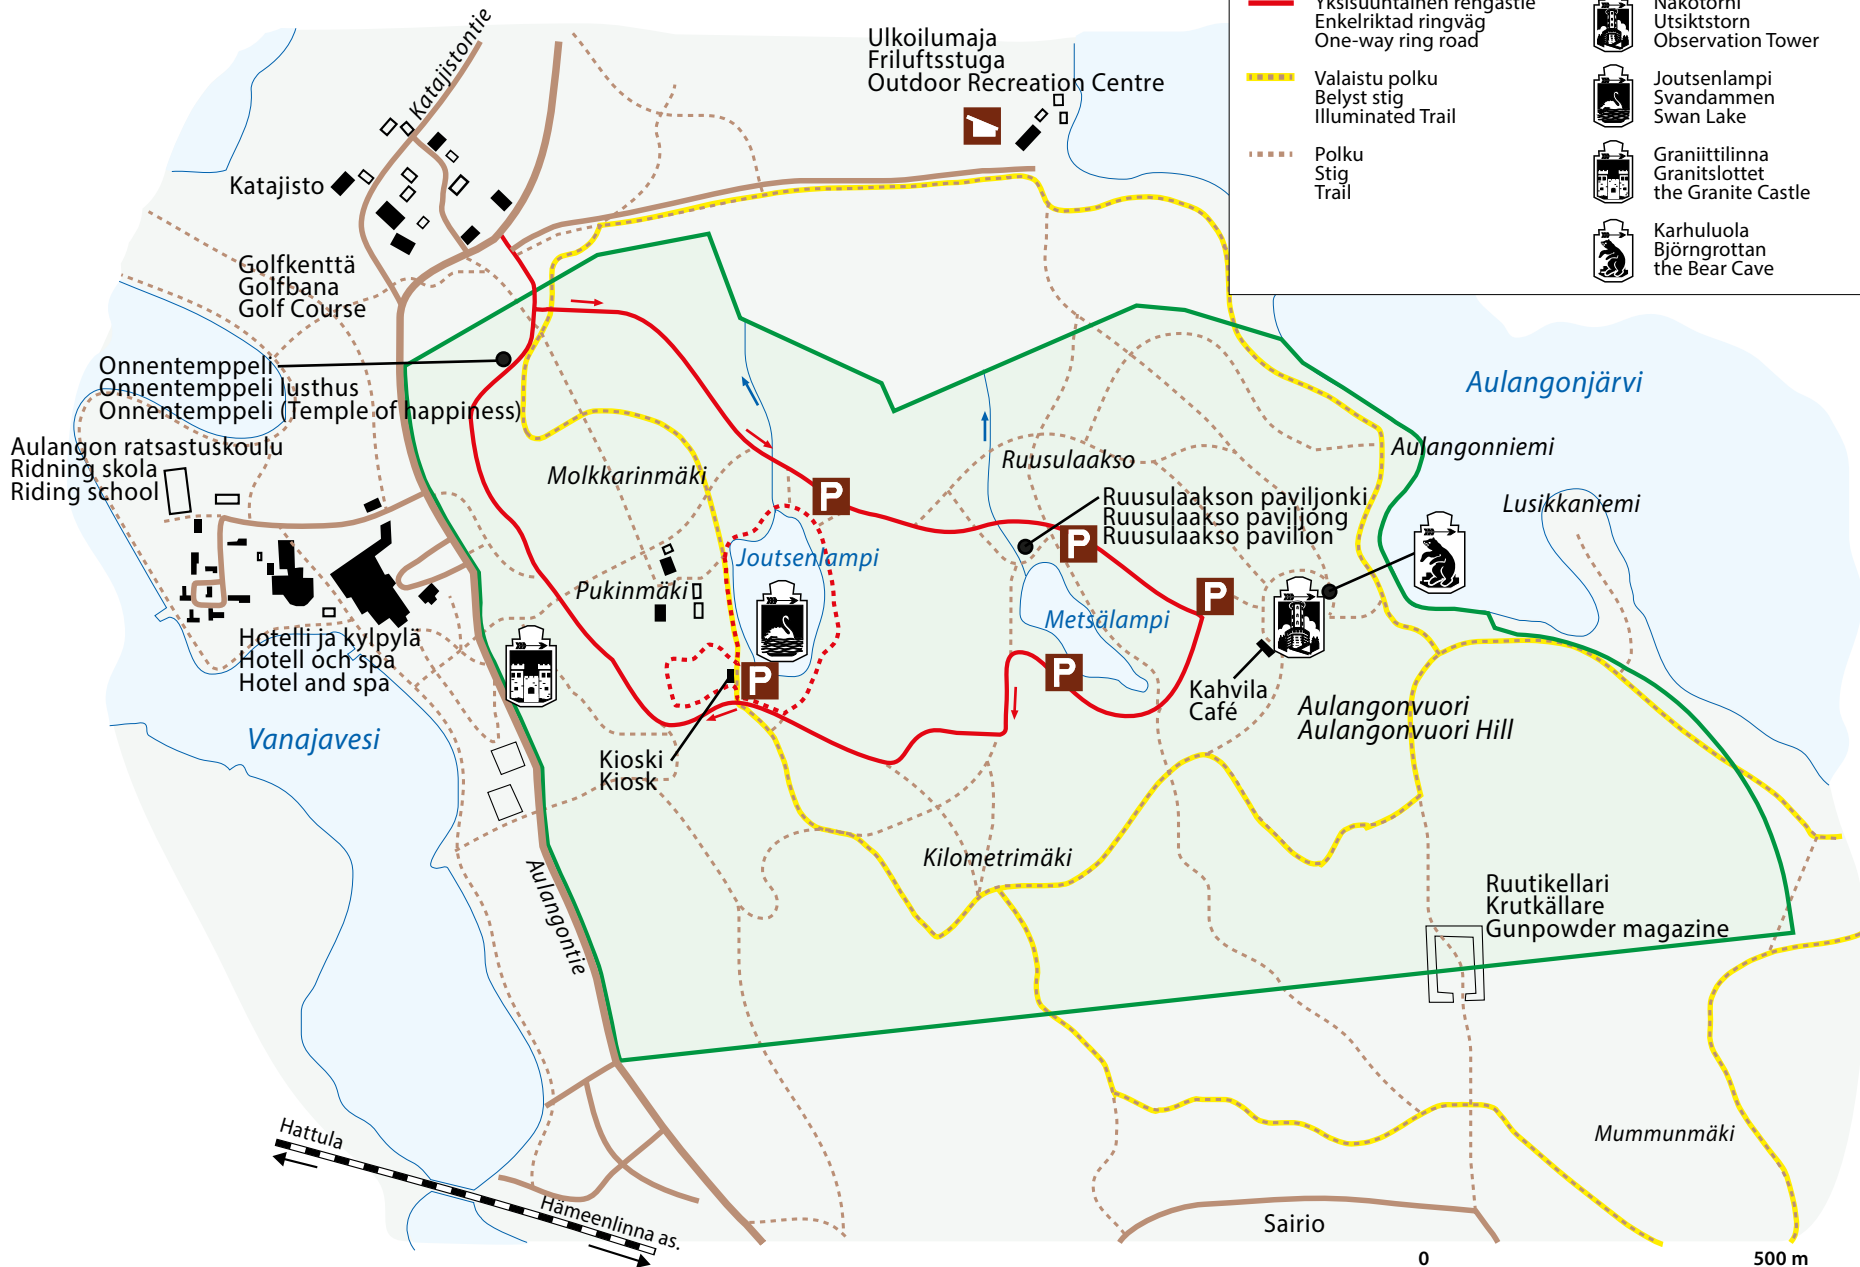 Yksisuuntainen rengastie
Enkelriktad ringväg
One-way ring road
Näkötorni
Utsiktstorn
Observation Tower
Valaistu polku
Belyst stig
Illuminated Trail
Joutsenlampi
Svandammen
Swan Lake
Polku
Stig
Trail
Graniittilinna
Granitslottet
the Granite Castle
Karhuluola
Björngrottan
the Bear Cave
Katajistontie
Ulkoilumaja
Friluftsstuga
Outdoor Recreation Centre
Katajisto
Golfkenttä
Golfbana
Golf Course
Onnentemppeli
Onnentemppeli lusthus
Onnentemppeli (Temple of happiness)
Aulangon ratsastuskoulu
Ridning skola
Riding school
Molkkarinmäki
Ruusulaakso
Aulangonjärvi
Aulangonniemi
Lusikkaniemi
P
Ruusulaakson paviljonki
Ruusulaakso paviljong
Ruusulaakso pavilion
P
Joutsenlampi
Pukinmäki
P
Metsälampi
Hotelli ja kylpylä
Hotell och spa
Hotel and spa
P
P
Kahvila
Café
Aulangonvuori
Aulangonvuori Hill
Vanajavesi
Kioski
Kiosk
Kilometrimäki
Aulangontie
Ruutikellari
Krutkällare
Gunpowder magazine
Mummunmäki
Hattula
Hämeenlinna as.
Sairio
0 500 m